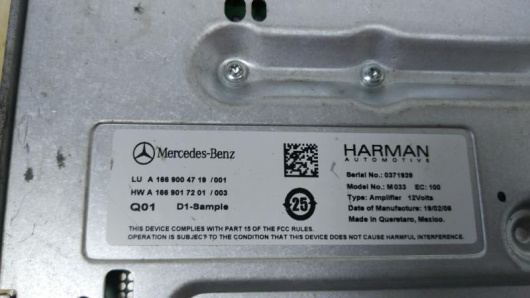 Mercedes-Benz
LU A 166 900 47 19 /001
HW A 166 901 72 01 /003
Q01 D1-Sample
25
HARMAN
AUTOMOTIVE
Serial No.: 0371939
Model No.: M033 EC: 100
Type: Amplifier 12Volts
Date of Manufacture: 18/02/06
Made in Queretaro, Mexico.
THIS DEVICE COMPLIES WITH PART 15 OF THE FCC RULES.
OPERATION IS SUBJECT TO THE CONDITION THAT THIS DEVICE DOES NOT CAUSE HARMFUL INTERFERENCE.